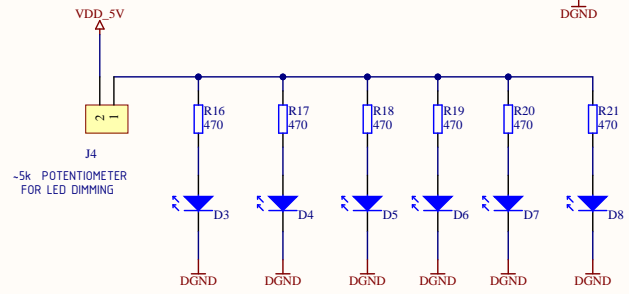 VDD_5V
DGND
2 1
J4
~5k POTENTIOMETER
FOR LED DIMMING
R16
470
R17
470
R18
470
R19
470
R20
470
R21
470
D3
D4
D5
D6
D7
D8
DGND
DGND
DGND
DGND
DGND
DGND